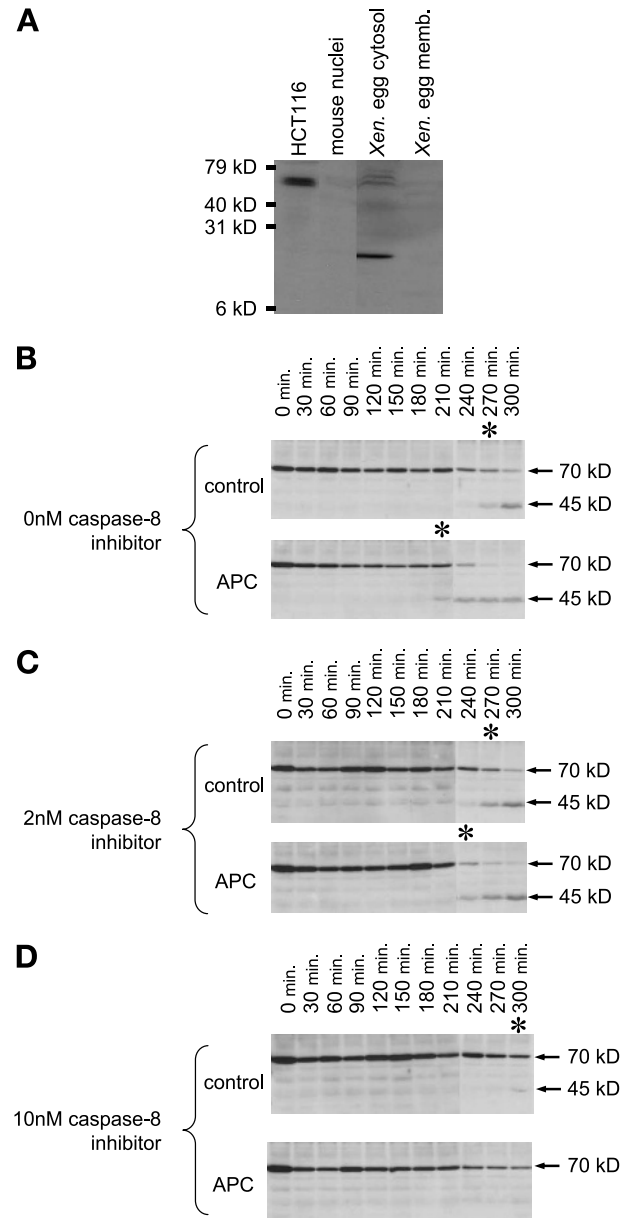 A
HCT116
mouse nuclei
Xen. egg cytosol
Xen. egg memb.
79 kD
40 kD
31 kD
6 kD
B
0 min.
30 min.
60 min.
90 min.
120 min.
150 min.
180 min.
210 min.
240 min.
270 min.
300 min.
*
0nM caspase-8
inhibitor
control
70 kD
45 kD
*
APC
70 kD
45 kD
C
0 min.
30 min.
60 min.
90 min.
120 min.
150 min.
180 min.
210 min.
240 min.
270 min.
300 min.
*
2nM caspase-8
inhibitor
control
70 kD
45 kD
*
APC
70 kD
45 kD
D
0 min.
30 min.
60 min.
90 min.
120 min.
150 min.
180 min.
210 min.
240 min.
270 min.
300 min.
*
10nM caspase-8
inhibitor
control
70 kD
45 kD
APC
70 kD